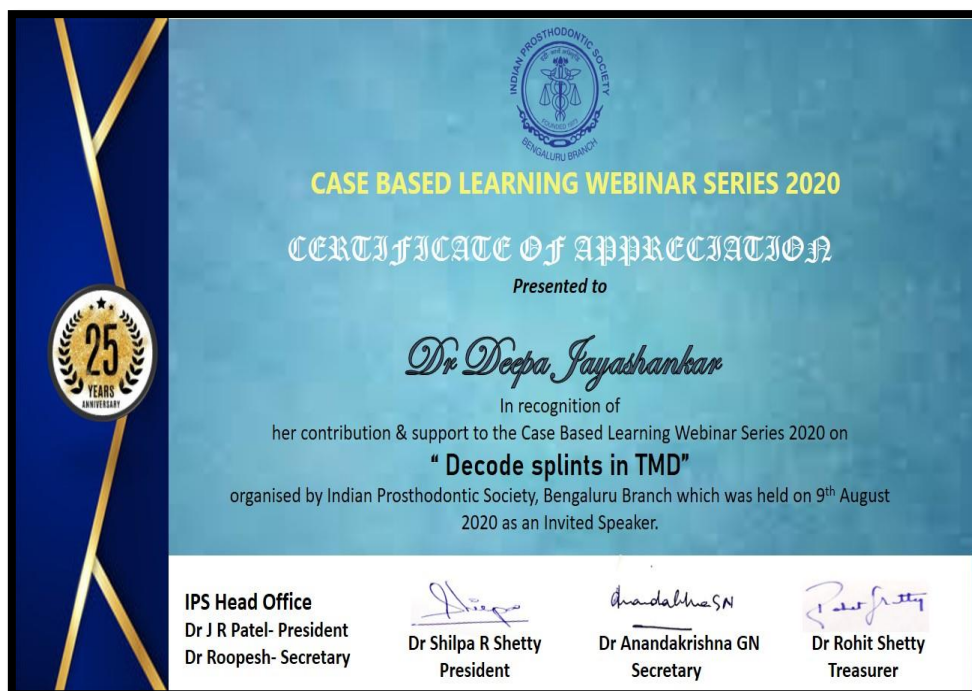 INDIAN PROSTHODONTIC SOCIETY
FOUNDED 1973
BENGALURU BRANCH
CASE BASED LEARNING WEBINAR SERIES 2020
CERTIFICATE OF APPRECIATION
Presented to
Dr Deepa Jayashankar
In recognition of
her contribution & support to the Case Based Learning Webinar Series 2020 on
“ Decode splints in TMD”
organised by Indian Prosthodontic Society, Bengaluru Branch which was held on 9th August
2020 as an Invited Speaker.
25
YEARS
ANNIVERSARY
IPS Head Office
Dr J R Patel- President
Dr Roopesh- Secretary
Dr Shilpa R Shetty
President
Dr Anandakrishna GN
Secretary
Dr Rohit Shetty
Treasurer